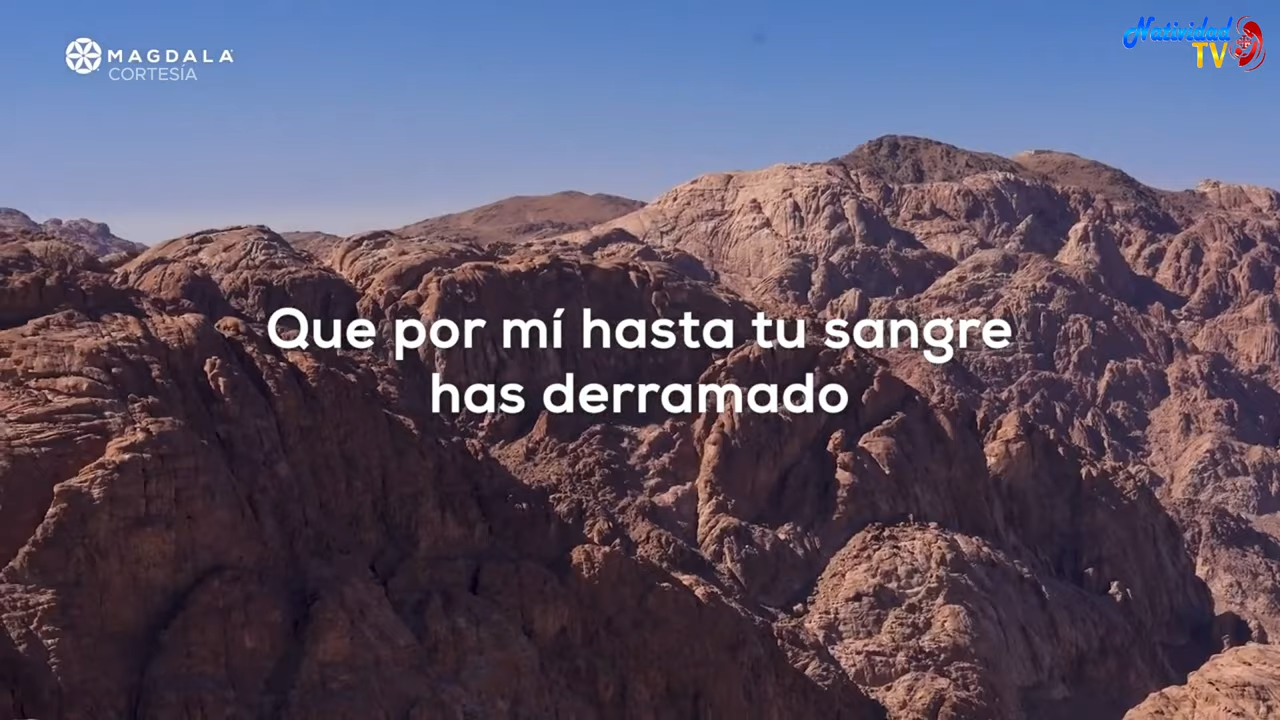 MAGDALA
CORTESÍA
Natividad
TV
Que por mí hasta tu sangre
has derramado